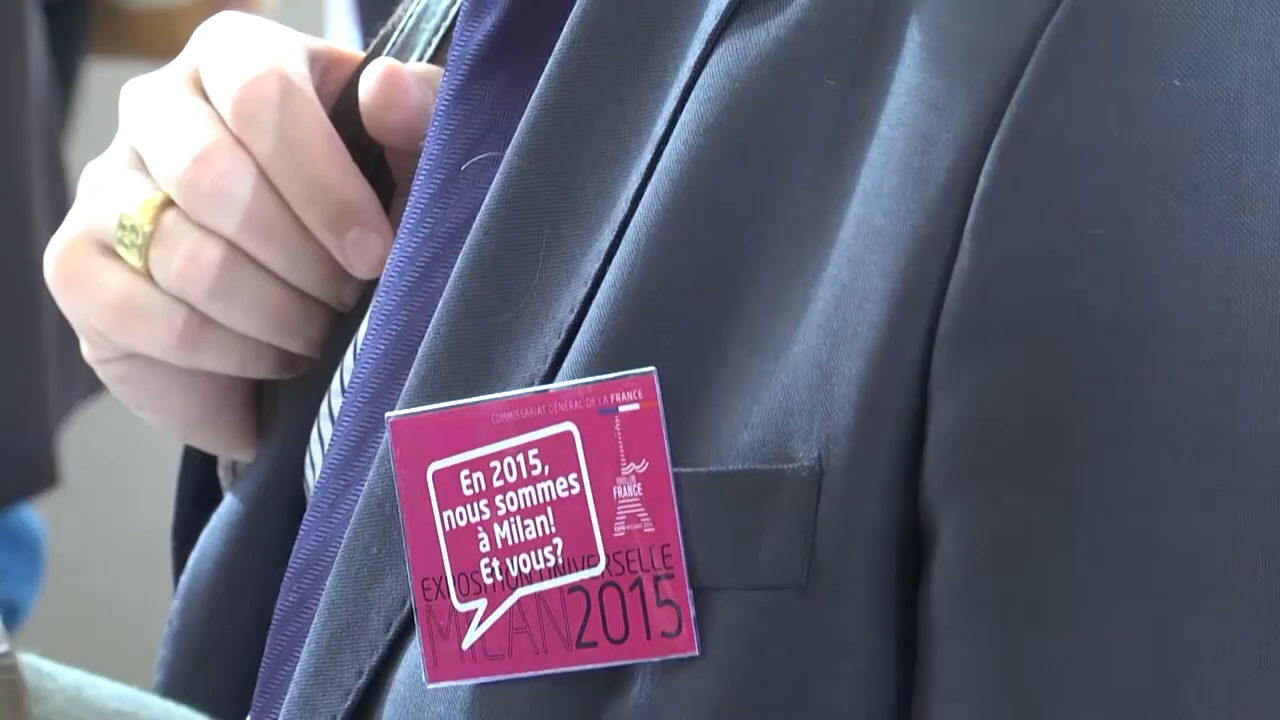 COMMISSARIAT GÉNÉRAL DE LA FRANCE
En 2015,
nous sommes
à Milan!
Et vous?
FRANCE
EXPOSITION UNIVERSELLE
MILAN2015